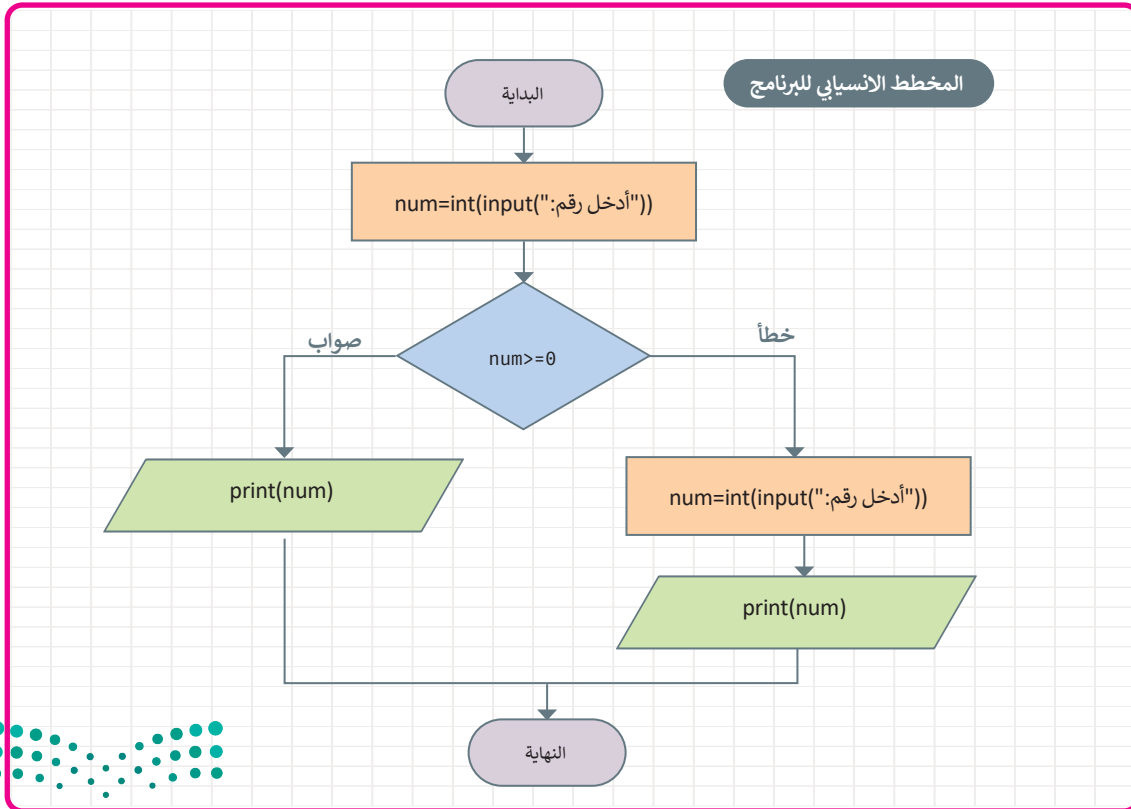 المخطط الانسيابي للبرنامج
البداية
num=int(input("أدخل رقم:"))
num>=0
صواب
خطأ
print(num)
num=int(input("أدخل رقم:"))
print(num)
النهاية